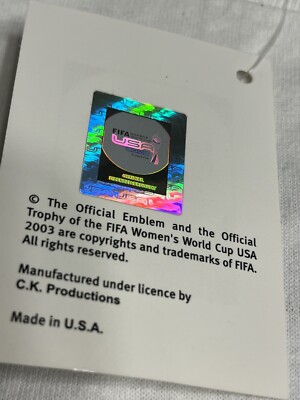 FIFA
USA
OFFICIAL
© The Official Emblem and the Official
Trophy of the FIFA Women's World Cup USA
2003 are copyrights and trademarks of FIFA.
All rights reserved.
Manufactured under licence by
C.K. Productions
Made in U.S.A.